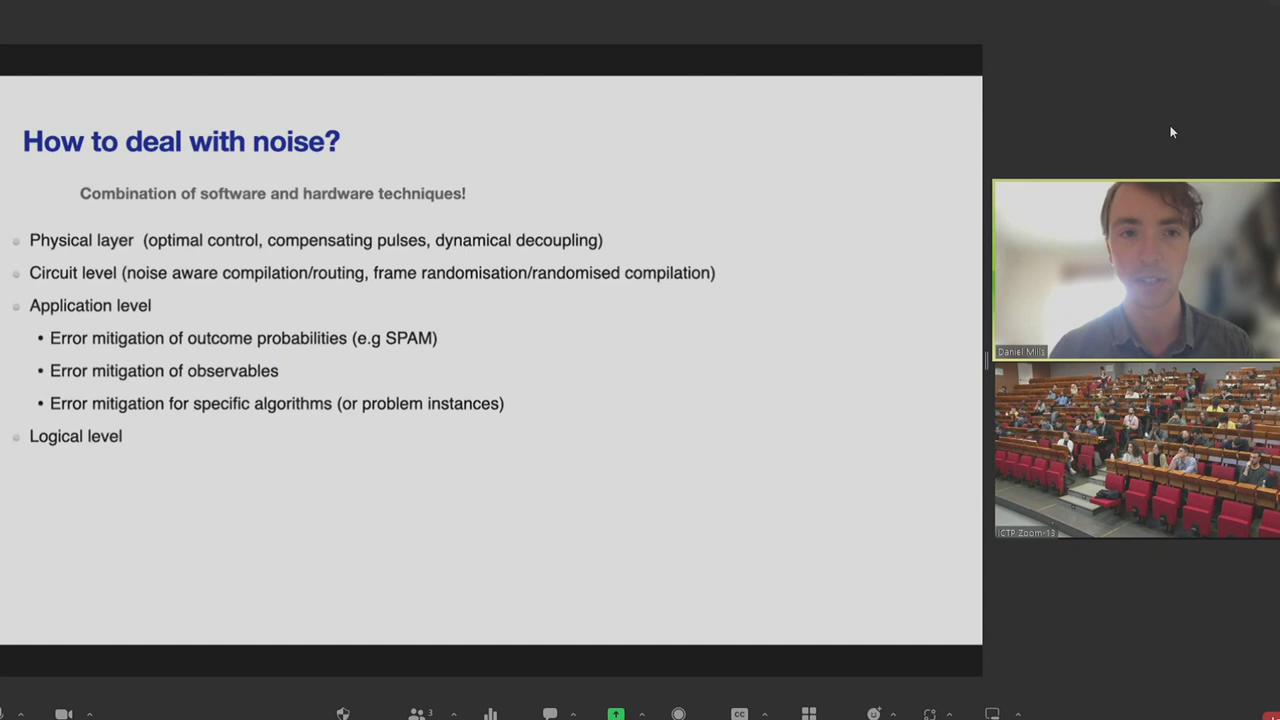 How to deal with noise?
Combination of software and hardware techniques!
Physical layer (optimal control, compensating pulses, dynamical decoupling)
Circuit level (noise aware compilation/routing, frame randomisation/randomised compilation)
Application level
• Error mitigation of outcome probabilities (e.g SPAM)
• Error mitigation of observables
• Error mitigation for specific algorithms (or problem instances)
Logical level
Daniel Mills
ICTP Zoom-13
3
CC